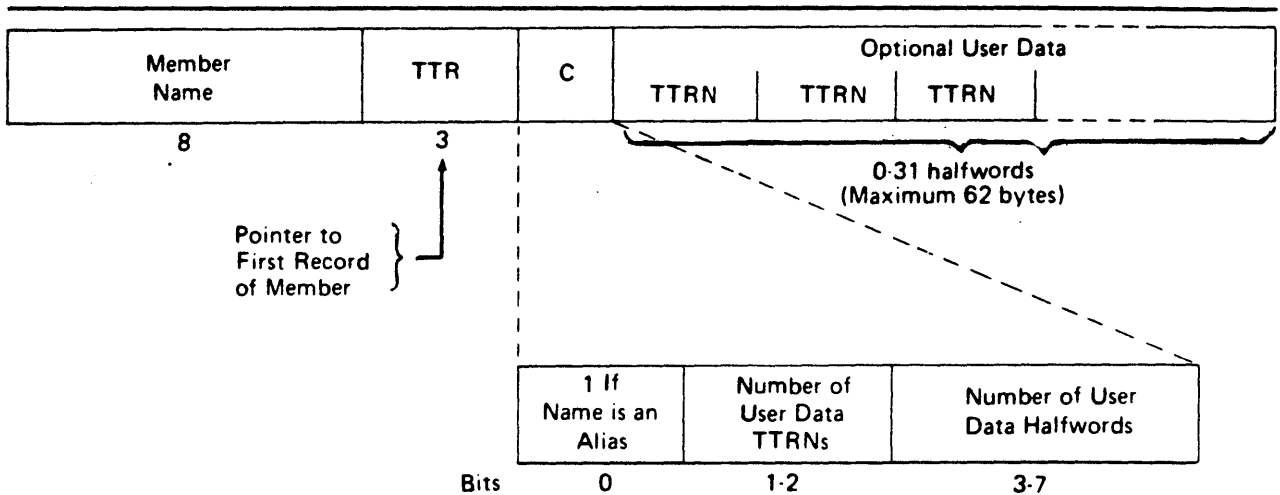 Member
Name
TTR
C
Optional User Data
TTRN
TTRN
TTRN
8
3
0-31 halfwords
(Maximum 62 bytes)
Pointer to
First Record
of Member
1 If
Name is an
Alias
Number of
User Data
TTRNs
Number of User
Data Halfwords
Bits
0
1-2
3-7